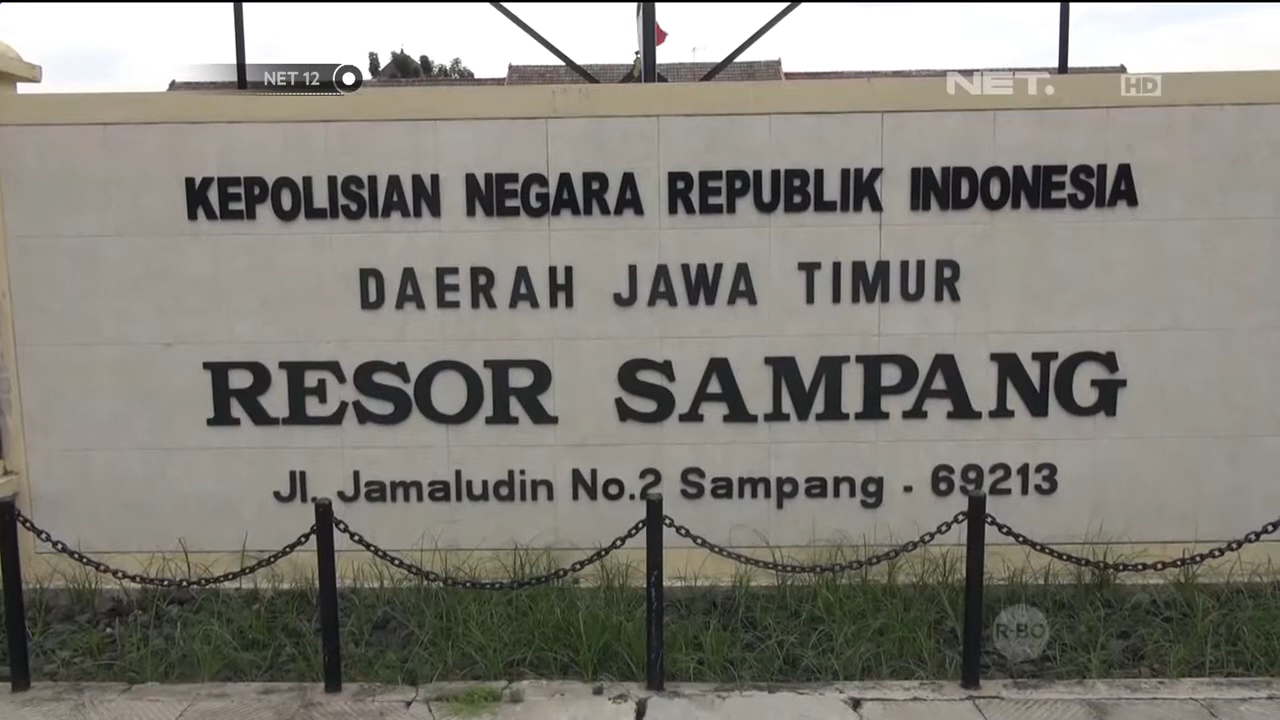 NET 12
NET. HD
KEPOLISIAN NEGARA REPUBLIK INDONESIA
DAERAH JAWA TIMUR
RESOR SAMPANG
Jl. Jamaludin No.2 Sampang - 69213
R-BO